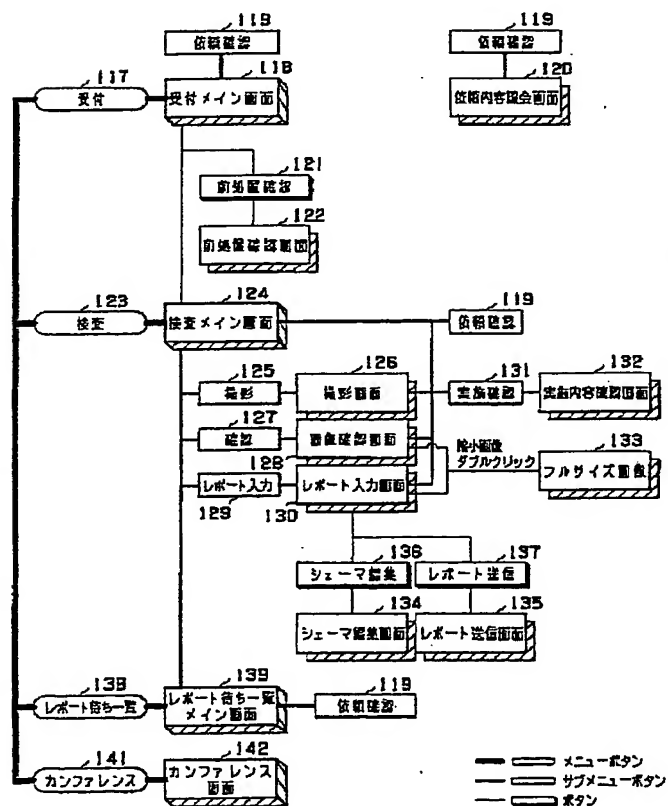 119
依頼確認
118
受付メイン画面
117
受付
119
依頼確認
120
依頼内容照会画面
121
前処置確認
122
前処置確認画面
123
検査
124
検査メイン画面
119
依頼確認
125
撮影
126
撮影画面
131
実施確認
132
実施内容確認画面
127
確認
画像確認画面
128
縮小画像
ダブルクリック
133
フルサイズ画像
レポート入力
129
レポート入力画面
130
136
シェーマ編集
137
レポート送信
134
シェーマ編集画面
135
レポート送信画面
138
レポート待ち一覧
139
レポート待ち一覧
メイン画面
119
依頼確認
141
カンファレンス
142
カンファレンス
画面
メニューボタン
サブメニューボタン
ボタン